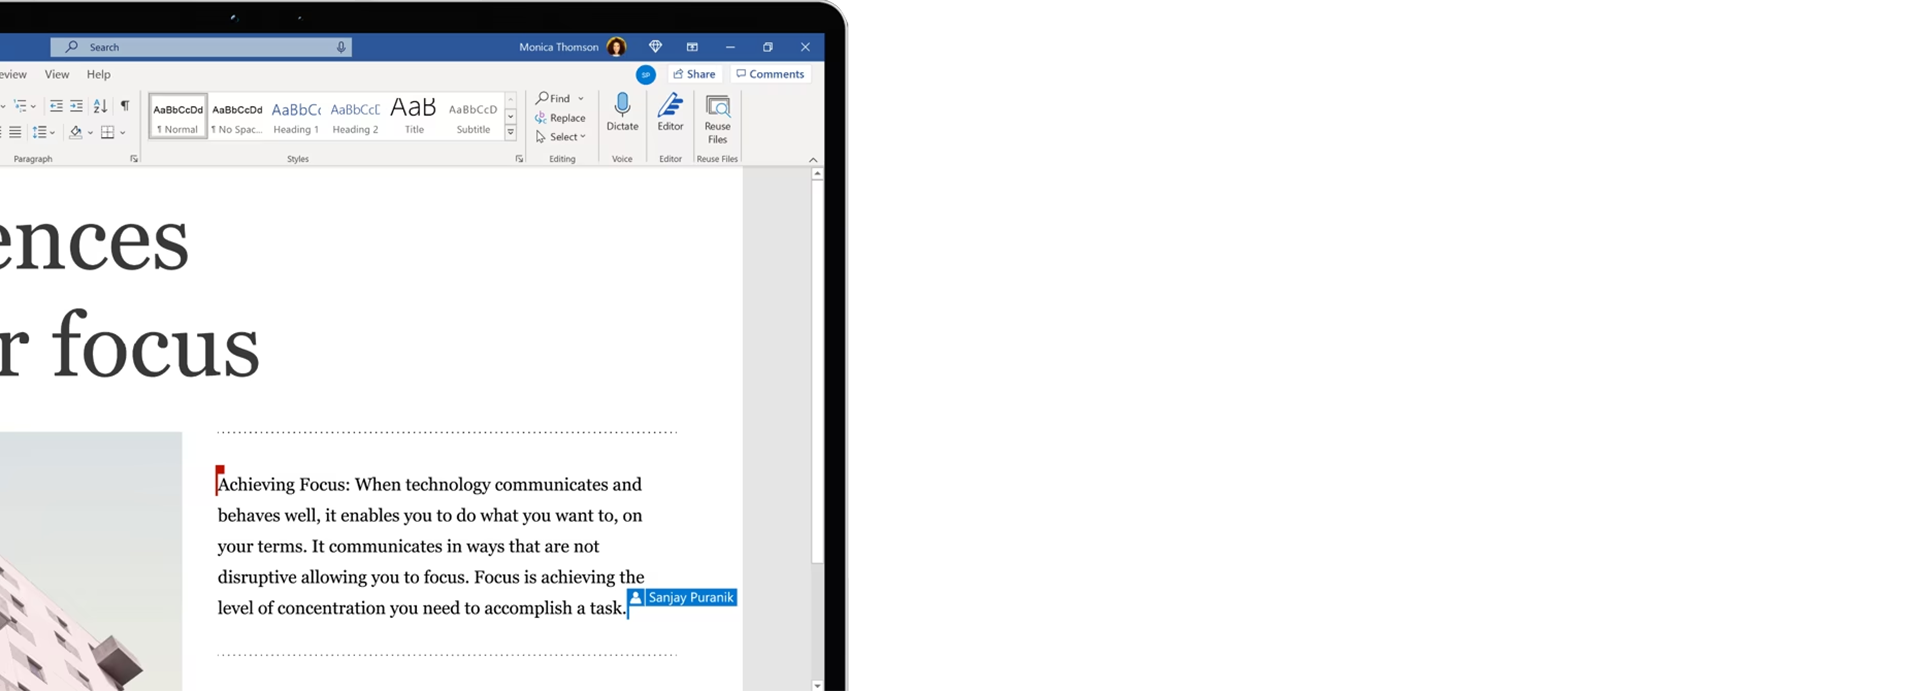 Search
Monica Thomson
View
Help
SP
Share
Comments
AaBbCcDd
AaBbCcDd
AaBbCc
AaBbCcD
AaB
AaBbCcD
¶ Normal
¶ No Spac...
Heading 1
Heading 2
Title
Subtitle
Find
Replace
Select
Dictate
Editor
Reuse
Files
Paragraph
Styles
Editing
Voice
Editor
Reuse Files
ences
r focus
Achieving Focus: When technology communicates and
behaves well, it enables you to do what you want to, on
your terms. It communicates in ways that are not
disruptive allowing you to focus. Focus is achieving the
level of concentration you need to accomplish a task.
Sanjay Puranik